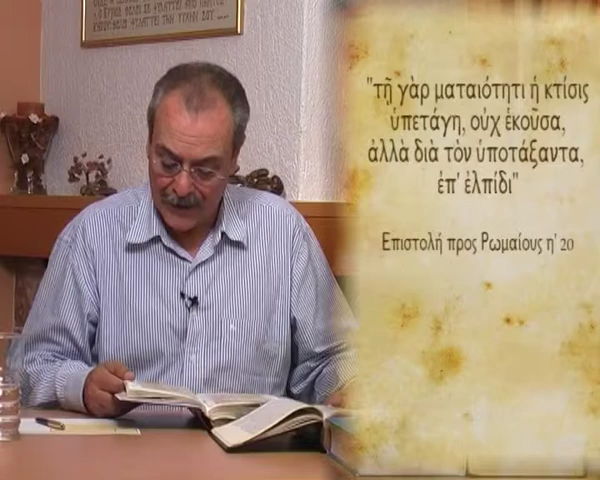 "τῇ γὰρ ματαιότητι ἡ κτίσις
ὑπετάγη, οὐχ ἑκοῦσα,
ἀλλὰ διὰ τὸν ὑποτάξαντα,
ἐπ' ἐλπίδι"
Επιστολή προς Ρωμαίους η' 20